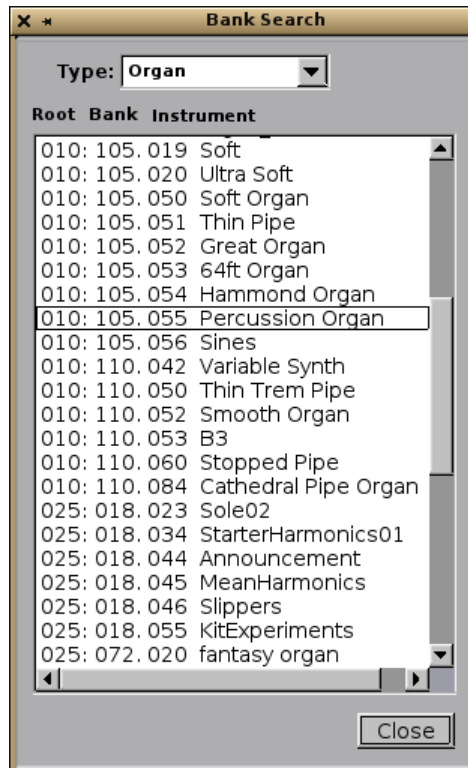 Bank Search
Type: Organ
Root Bank Instrument
010: 105. 019 Soft
010: 105. 020 Ultra Soft
010: 105. 050 Soft Organ
010: 105. 051 Thin Pipe
010: 105. 052 Great Organ
010: 105. 053 64ft Organ
010: 105. 054 Hammond Organ
010: 105. 055 Percussion Organ
010: 105. 056 Sines
010: 110. 042 Variable Synth
010: 110. 050 Thin Trem Pipe
010: 110. 052 Smooth Organ
010: 110. 053 B3
010: 110. 060 Stopped Pipe
010: 110. 084 Cathedral Pipe Organ
025: 018. 023 Sole02
025: 018. 034 StarterHarmonics01
025: 018. 044 Announcement
025: 018. 045 MeanHarmonics
025: 018. 046 Slippers
025: 018. 055 KitExperiments
025: 072. 020 fantasy organ
Close